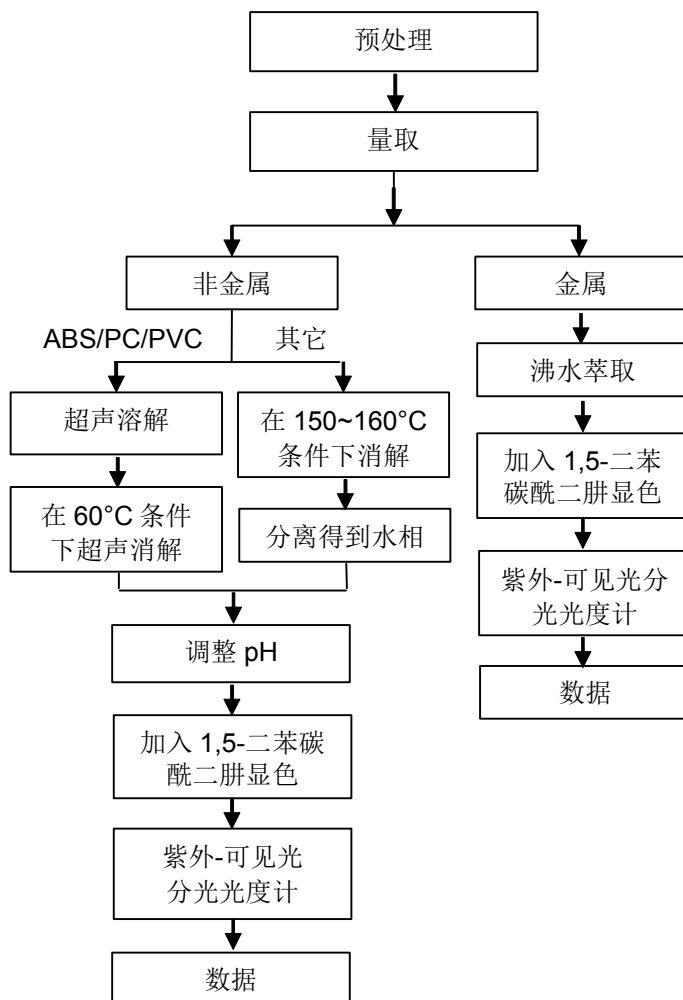 预处理
量取
非金属
金属
ABS/PC/PVC
其它
沸水萃取
超声溶解
在 150~160°C
条件下消解
加入 1,5-二苯
碳酰二肼显色
在 60°C 条件
下超声消解
分离得到水相
紫外-可见光分
光光度计
调整 pH
数据
加入 1,5-二苯碳
酰二肼显色
紫外-可见光
分光光度计
数据